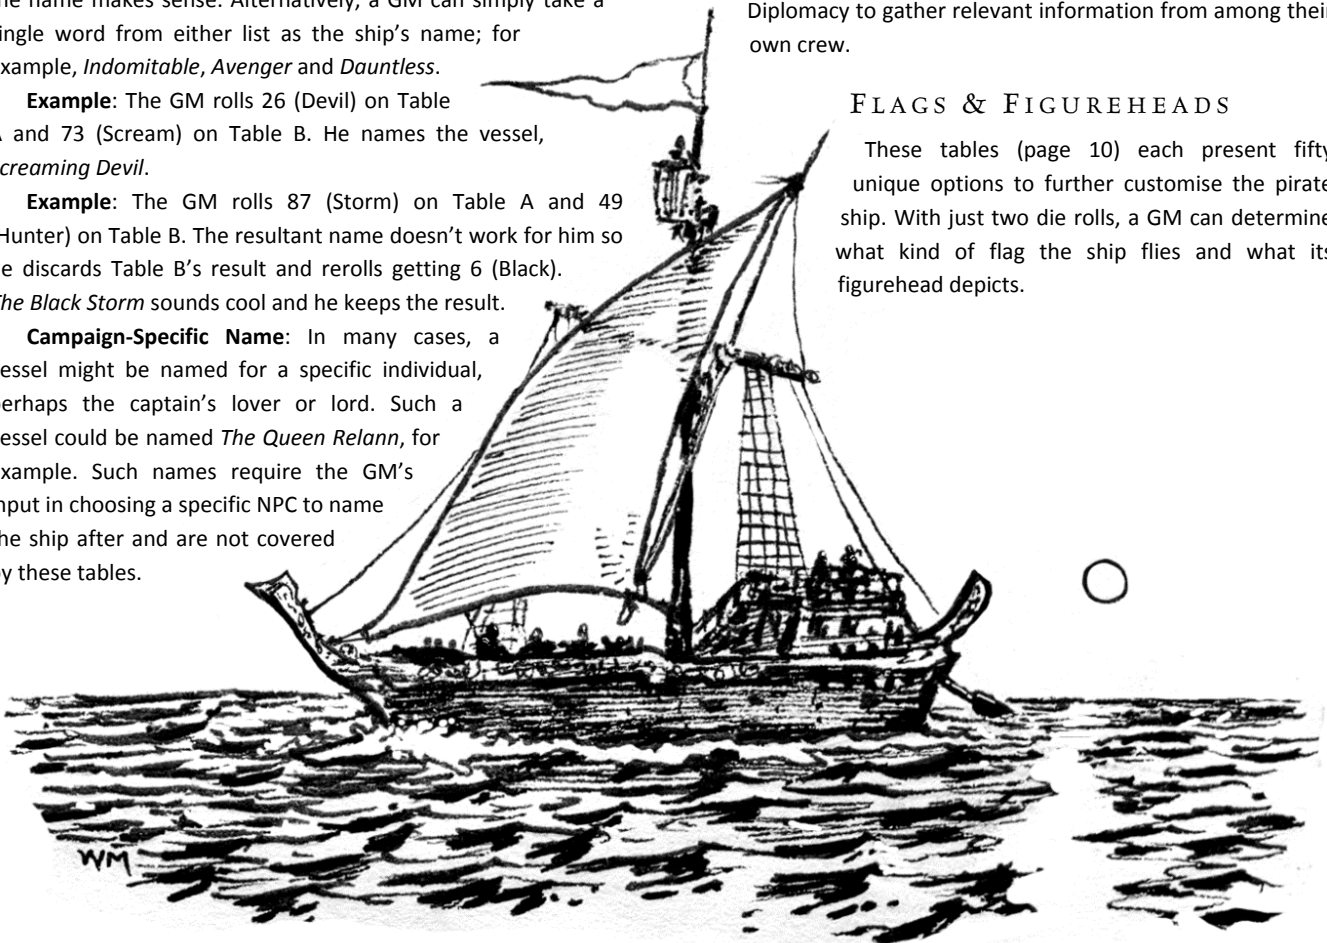 he name makes sense. Alternatively, a GM can simply take a
ingle word from either list as the ship's name; for
xample, Indomitable, Avenger and Dauntless.
Example: The GM rolls 26 (Devil) on Table
A and 73 (Scream) on Table B. He names the vessel,
creaming Devil.
Example: The GM rolls 87 (Storm) on Table A and 49
(Hunter) on Table B. The resultant name doesn't work for him so
e discards Table B's result and rerolls getting 6 (Black).
The Black Storm sounds cool and he keeps the result.
Campaign-Specific Name: In many cases, a
essel might be named for a specific individual,
perhaps the captain's lover or lord. Such a
essel could be named The Queen Relann, for
xample. Such names require the GM's
nput in choosing a specific NPC to name
he ship after and are not covered
by these tables.
Diplomacy to gather relevant information from among their
own crew.
FLAGS & FIGUREHEADS
These tables (page 10) each present fifty
unique options to further customise the pirate
ship. With just two die rolls, a GM can determine
what kind of flag the ship flies and what its
figurehead depicts.
WM